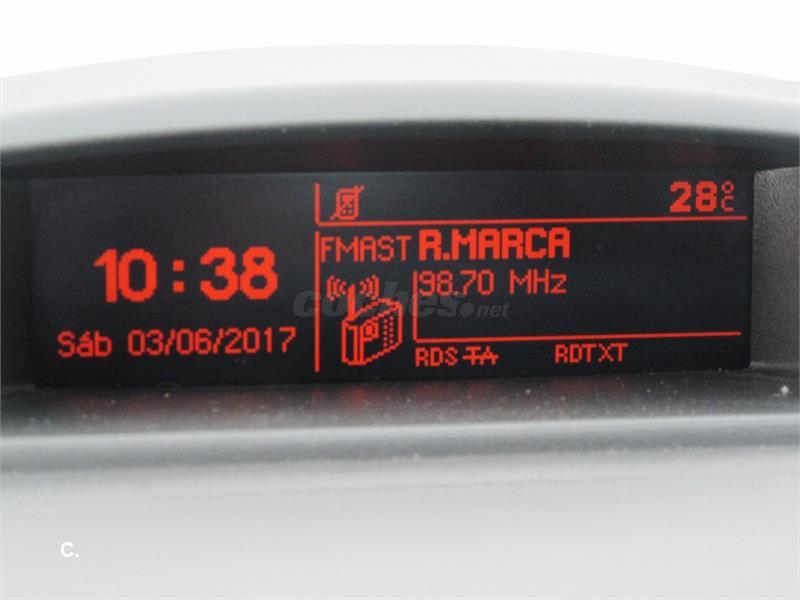 28°C
10:38
FMAST R.MARCA
98.70 MHz
coches.net
Sáb 03/06/2017
RDS TA RDTXT
C.